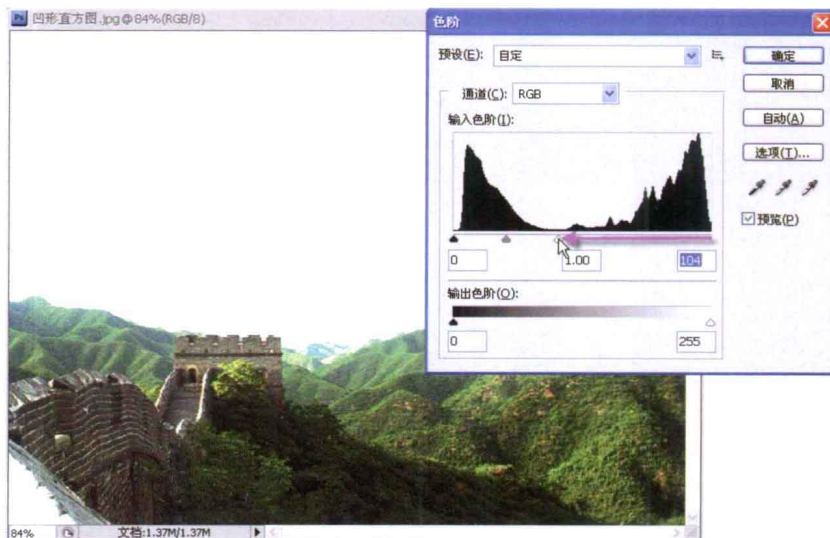 凹形直方图.jpg @ 84%(RGB/8)
色阶
预设(E): 自定
确定
通道(C): RGB
取消
输入色阶(I):
自动(A)
选项(T)...
预览(P)
0 1.00 104
输出色阶(O):
0 255
84% 文档:1.37M/1.37M